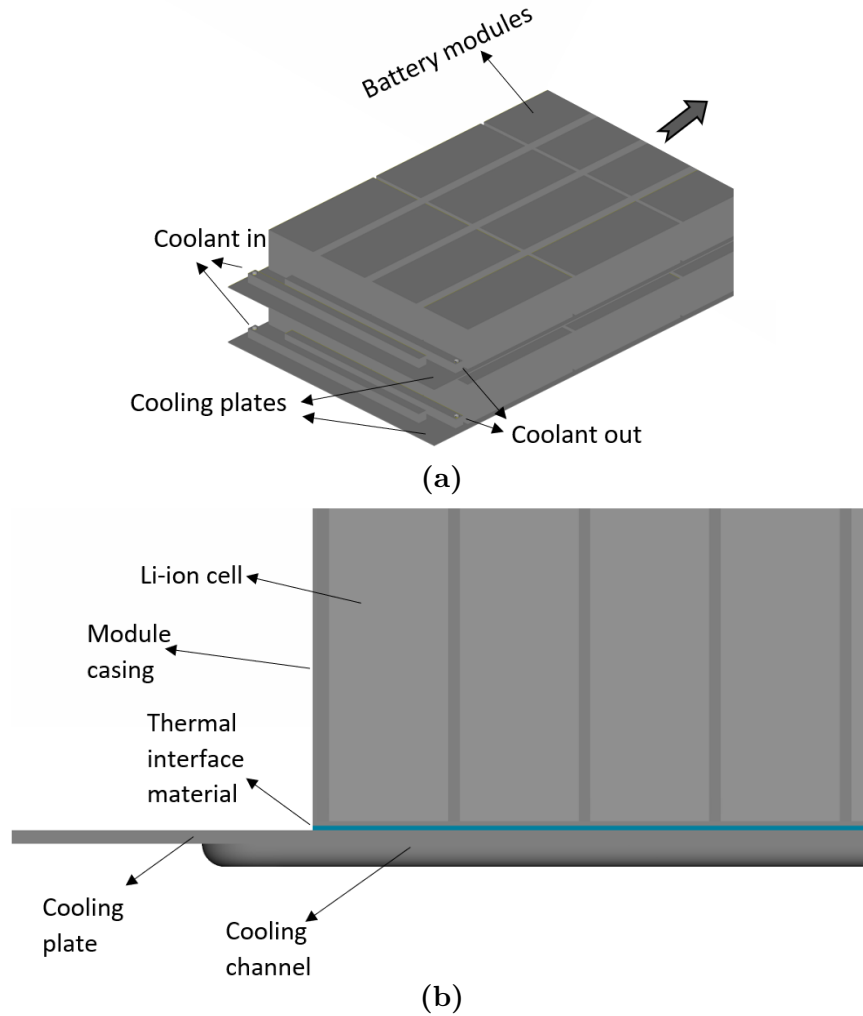 Battery modules
Coolant in
Cooling plates
Coolant out
(a)
Li-ion cell
Module
casing
Thermal
interface
material
Cooling
plate
Cooling
channel
(b)